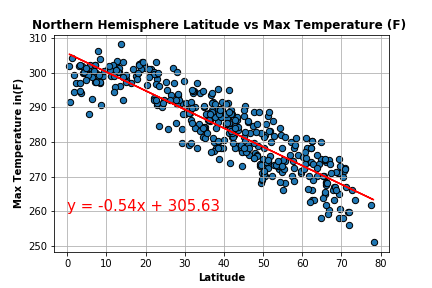 Northern Hemisphere Latitude vs Max Temperature (F)
310
300
290
280
270
260
250
Max Temperature in(F)
y = -0.54x + 305.63
0 10 20 30 40 50 60 70 80
Latitude